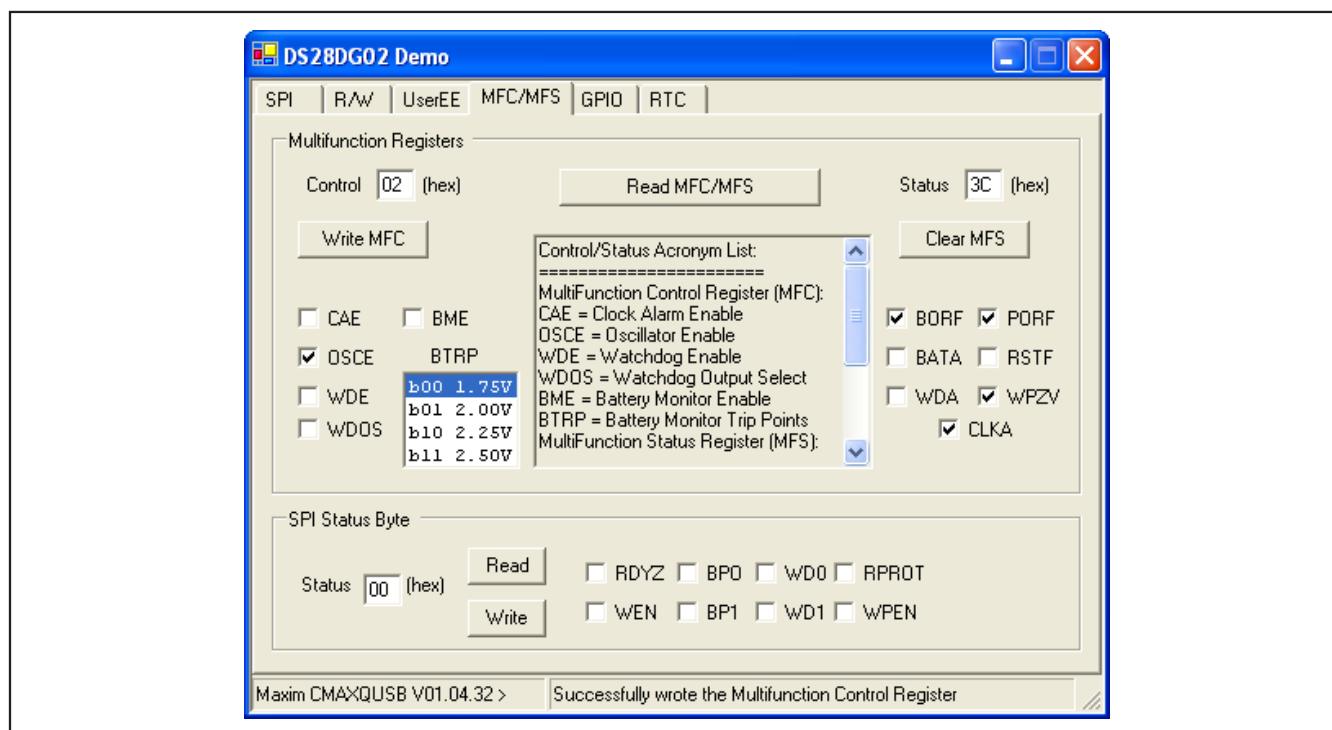 DS28DG02 Demo
SPI R/W UserEE MFC/MFS GPIO RTC
Multifunction Registers
Control 02 (hex)
Read MFC/MFS
Status 3C (hex)
Write MFC
Clear MFS
CAE BME
OSCE BTRP
WDE
WDOS
b00 1.75V
b01 2.00V
b10 2.25V
b11 2.50V
Control/Status Acronym List:
=======================
MultiFunction Control Register (MFC):
CAE = Clock Alarm Enable
OSCE = Oscillator Enable
WDE = Watchdog Enable
WDOS = Watchdog Output Select
BME = Battery Monitor Enable
BTRP = Battery Monitor Trip Points
MultiFunction Status Register (MFS):
BORF PORF
BATA RSTF
WDA WPZV
CLKA
SPI Status Byte
Status 00 (hex)
Read
Write
RDYZ BP0 WD0 RPROT
WEN BP1 WD1 WPEN
Maxim CMAXQUSB V01.04.32 >
Successfully wrote the Multifunction Control Register